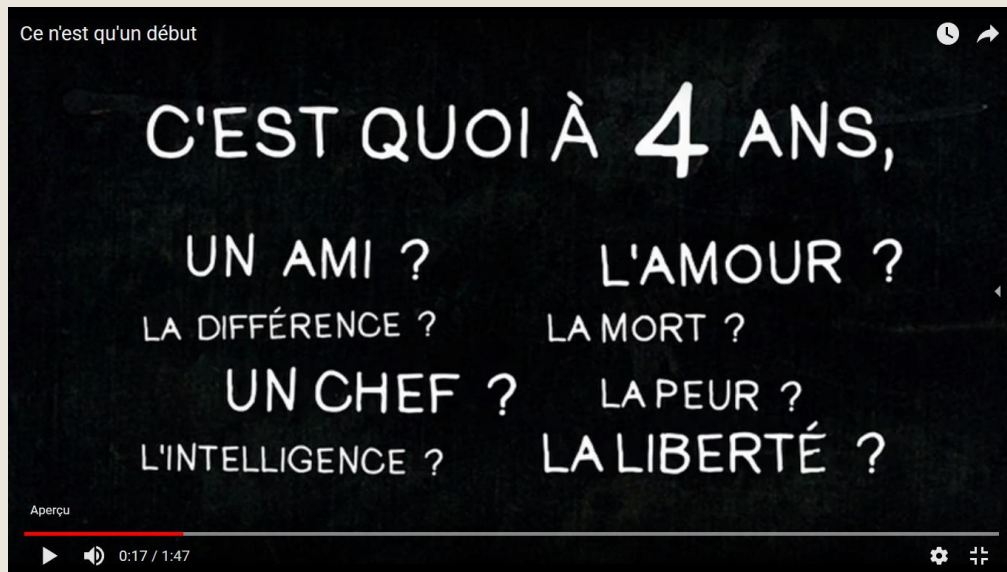 Ce n'est qu'un début
C'EST QUOI À 4 ANS,
UN AMI ?
L'AMOUR ?
LA DIFFÉRENCE ?
LA MORT ?
UN CHEF ?
LA PEUR ?
L'INTELLIGENCE ?
LA LIBERTÉ ?
Aperçu
0:17 / 1:47